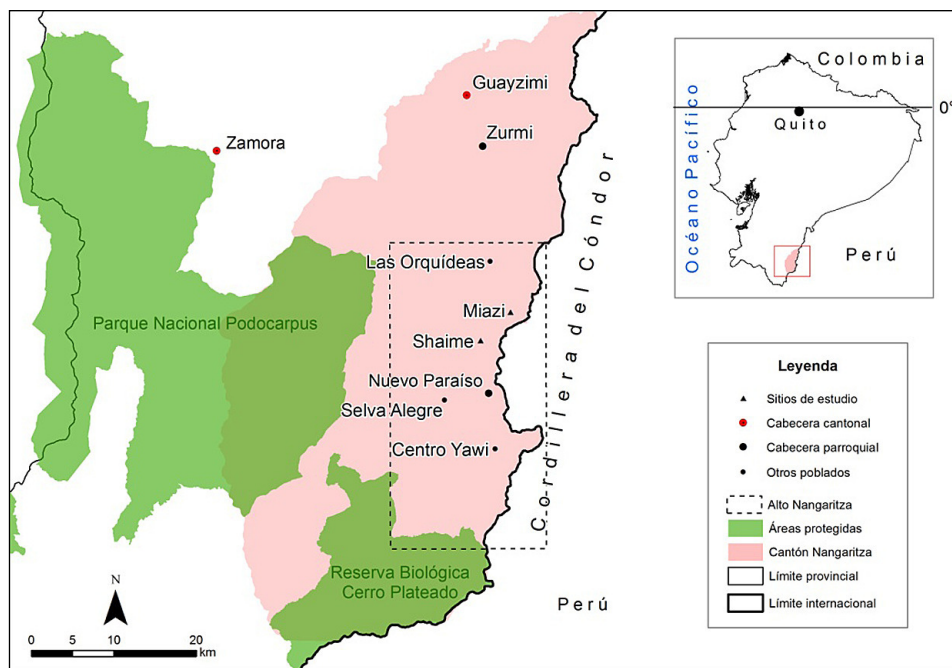 Guayzimi
Zurmi
Zamora
Las Orquídeas
Miazi
Shaime
Nuevo Paraíso
Selva Alegre
Centro Yawi
Parque Nacional Podocarpus
Reserva Biológica
Cerro Plateado
Cordillera del Cóndor
Perú
N
0 5 10 20
km
Colombia
0°
Quito
Océano Pacífico
Perú
Leyenda
Sitios de estudio
Cabecera cantonal
Cabecera parroquial
Otros poblados
Alto Nangaritza
Áreas protegidas
Cantón Nangaritza
Límite provincial
Límite internacional